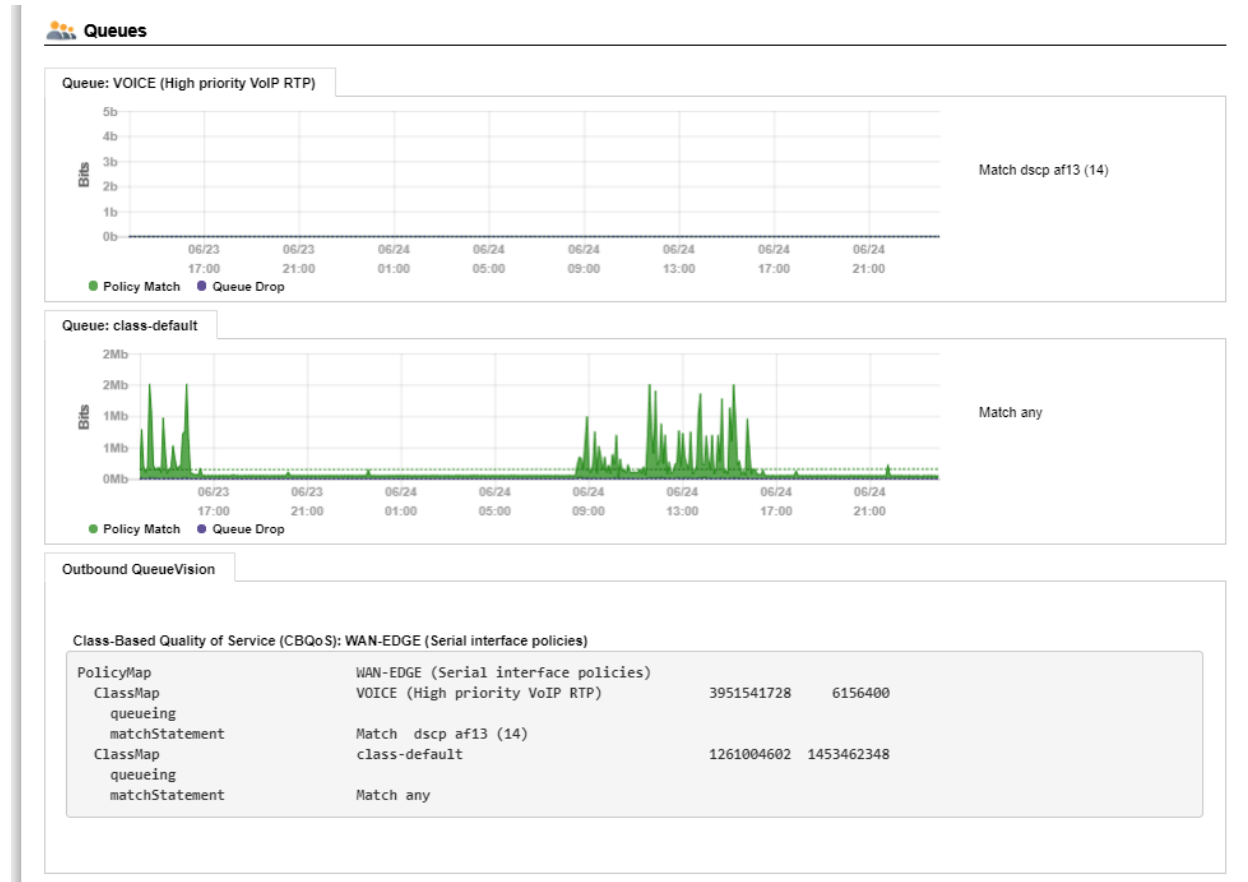 Queues
Queue: VOICE (High priority VoIP RTP)
5b
4b
3b
2b
1b
0b
Bits
06/23 06/23 06/24 06/24 06/24 06/24 06/24 06/24
17:00 21:00 01:00 05:00 09:00 13:00 17:00 21:00
Policy Match Queue Drop
Match dscp af13 (14)
Queue: class-default
2Mb
2Mb
1Mb
1Mb
0Mb
Bits
06/23 06/23 06/24 06/24 06/24 06/24 06/24 06/24
17:00 21:00 01:00 05:00 09:00 13:00 17:00 21:00
Policy Match Queue Drop
Match any
Outbound QueueVision
Class-Based Quality of Service (CBQoS): WAN-EDGE (Serial interface policies)
PolicyMap WAN-EDGE (Serial interface policies)
ClassMap VOICE (High priority VoIP RTP) 3951541728 6156400
queueing
matchStatement Match dscp af13 (14)
ClassMap class-default 1261004602 1453462348
queueing
matchStatement Match any